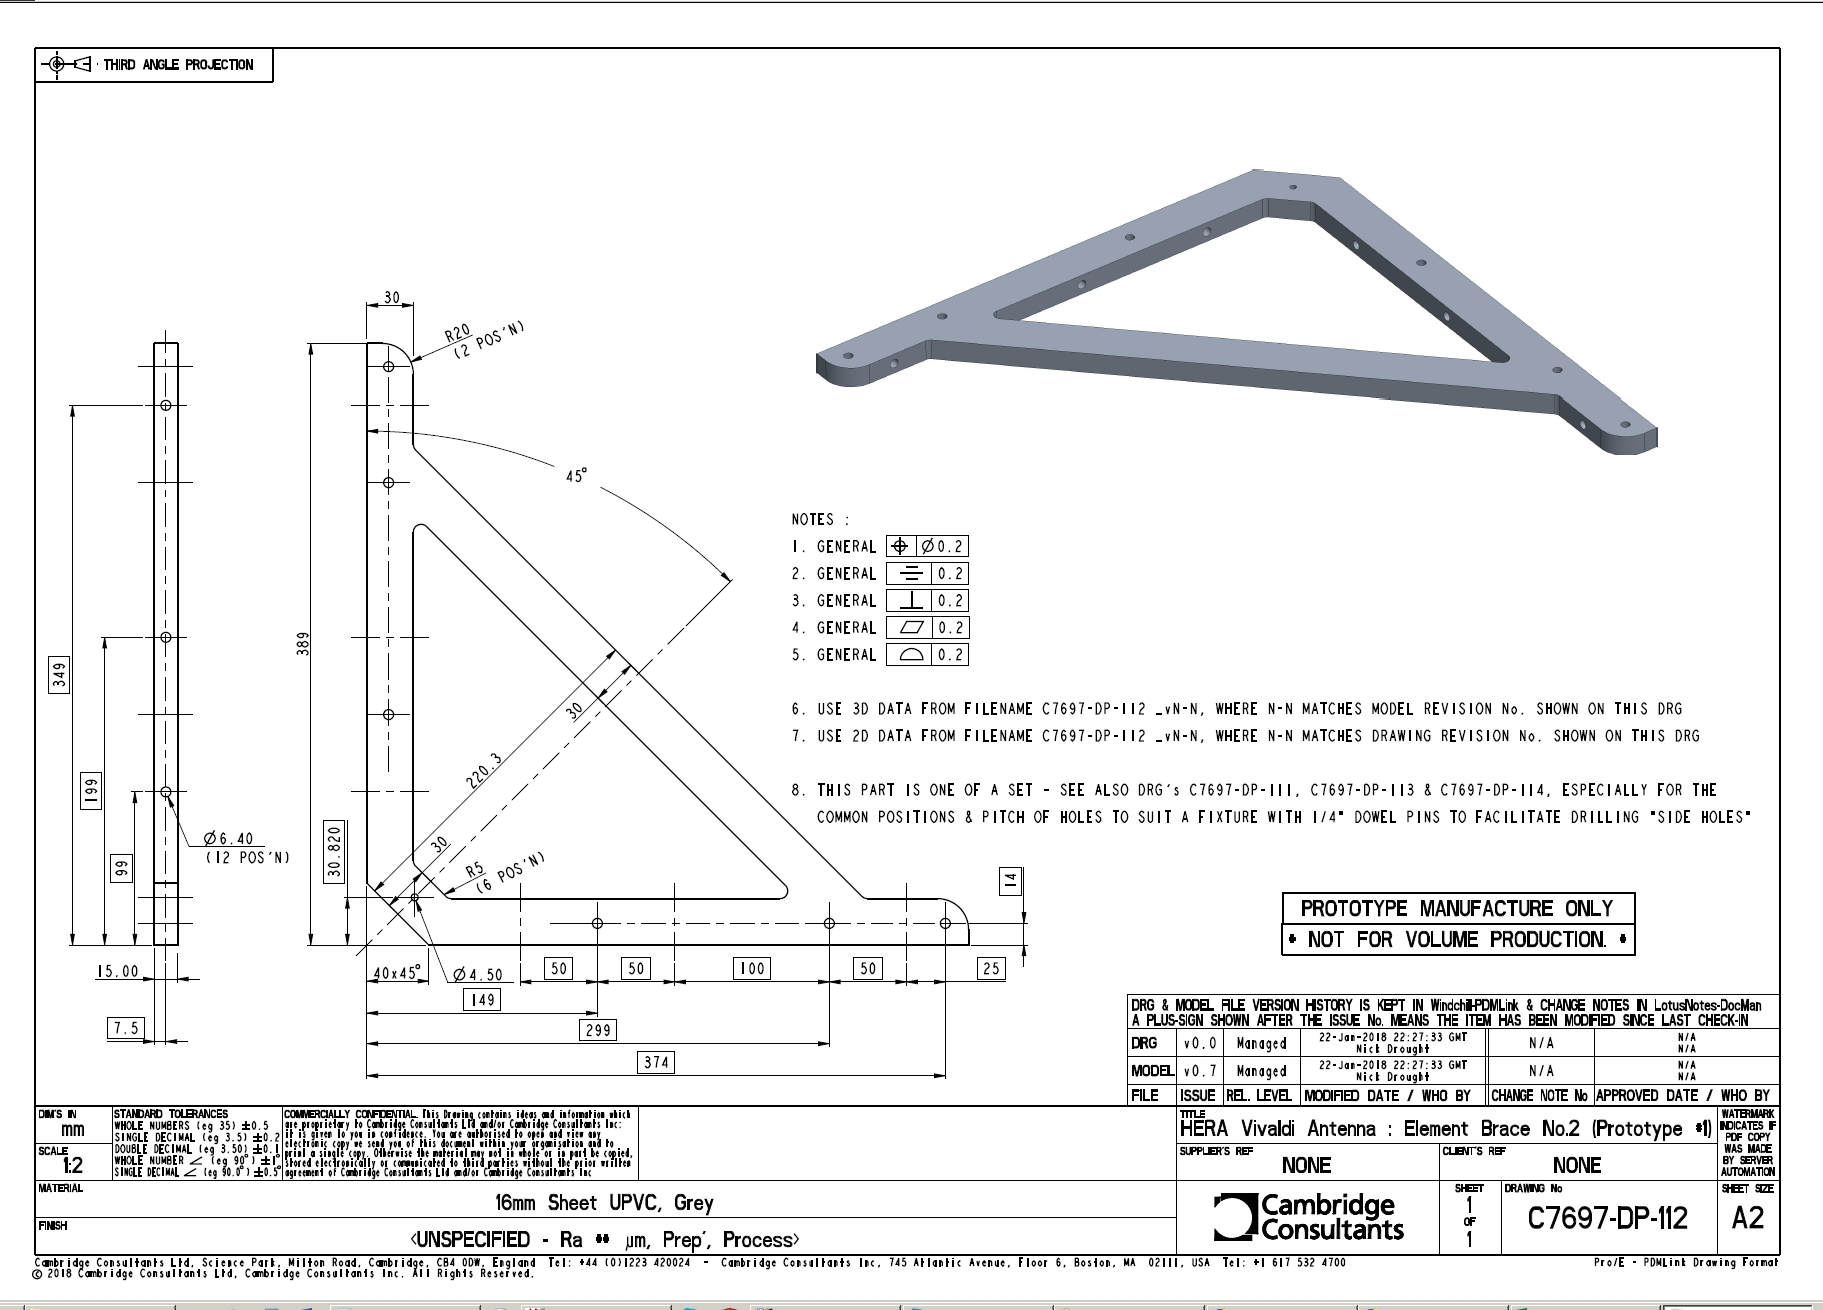 THIRD ANGLE PROJECTION
30
R20
(2 POS'N)
45°
389
349
199
99
30.820
Ø6.40
(12 POS'N)
30
220.3
30
R5
(6 POS'N)
14
15.00
7.5
40x45°
Ø4.50
50
50
100
50
25
149
299
374
NOTES :
1. GENERAL Ø0.2
2. GENERAL 0.2
3. GENERAL 0.2
4. GENERAL 0.2
5. GENERAL 0.2
6. USE 3D DATA FROM FILENAME C7697-DP-112 _vN-N, WHERE N-N MATCHES MODEL REVISION No. SHOWN ON THIS DRG
7. USE 2D DATA FROM FILENAME C7697-DP-112 _vN-N, WHERE N-N MATCHES DRAWING REVISION No. SHOWN ON THIS DRG
8. THIS PART IS ONE OF A SET - SEE ALSO DRG's C7697-DP-111, C7697-DP-113 & C7697-DP-114, ESPECIALLY FOR THE
COMMON POSITIONS & PITCH OF HOLES TO SUIT A FIXTURE WITH 1/4" DOWEL PINS TO FACILITATE DRILLING "SIDE HOLES"
PROTOTYPE MANUFACTURE ONLY
* NOT FOR VOLUME PRODUCTION. *
DRG & MODEL FILE VERSION HISTORY IS KEPT IN Windchill-PDMLink & CHANGE NOTES IN LotusNotes-DocMan
A PLUS-SIGN SHOWN AFTER THE ISSUE No. MEANS THE ITEM HAS BEEN MODIFIED SINCE LAST CHECK-IN
DRG v0.0 Managed 22-Jan-2018 22:27:33 GMT Nick Drought N/A N/A N/A
MODEL v0.7 Managed 22-Jan-2018 22:27:33 GMT Nick Drought N/A N/A N/A
FILE ISSUE REL. LEVEL MODIFIED DATE / WHO BY CHANGE NOTE No APPROVED DATE / WHO BY
DIM'S IN
mm
SCALE
1:2
STANDARD TOLERANCES
WHOLE NUMBERS (eg 35) ±0.5
SINGLE DECIMAL (eg 3.5) ±0.2
DOUBLE DECIMAL (eg 3.50) ±0.1
WHOLE NUMBER ∠ (eg 90°) ±1°
SINGLE DECIMAL ∠ (eg 90.0°) ±0.5°
COMMERCIALLY CONFIDENTIAL. This Drawing contains ideas and information which
are proprietary to Cambridge Consultants Ltd and/or Cambridge Consultants Inc:
it is given to you in confidence. You are authorised to open and view any
electronic copy we send you of this document within your organisation and to
print a single copy. Otherwise the material may not in whole or in part be copied,
stored electronically or communicated to third parties without the prior written
agreement of Cambridge Consultants Ltd and/or Cambridge Consultants Inc
TITLE
HERA Vivaldi Antenna : Element Brace No.2 (Prototype #1)
WATERMARK
INDICATES IF
PDF COPY
WAS MADE
BY SERVER
AUTOMATION
SUPPLIER'S REF
NONE
CLIENT'S REF
NONE
MATERIAL
16mm Sheet UPVC, Grey
FINISH
<UNSPECIFIED - Ra ** µm, Prep', Process>
Cambridge
Consultants
SHEET
1
OF
1
DRAWING No
C7697-DP-112
SHEET SIZE
A2
Cambridge Consultants Ltd, Science Park, Milton Road, Cambridge, CB4 0DW, England Tel: +44 (0)1223 420024 - Cambridge Consultants Inc, 745 Atlantic Avenue, Floor 6, Boston, MA 02111, USA Tel: +1 617 532 4700
Pro/E - PDMLink Drawing Format
© 2018 Cambridge Consultants Ltd, Cambridge Consultants Inc. All Rights Reserved.